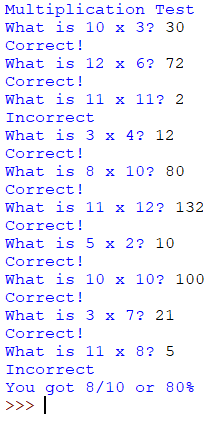 Multiplication Test
What is 10 x 3? 30
Correct!
What is 12 x 6? 72
Correct!
What is 11 x 11? 2
Incorrect
What is 3 x 4? 12
Correct!
What is 8 x 10? 80
Correct!
What is 11 x 12? 132
Correct!
What is 5 x 2? 10
Correct!
What is 10 x 10? 100
Correct!
What is 3 x 7? 21
Correct!
What is 11 x 8? 5
Incorrect
You got 8/10 or 80%
>>>